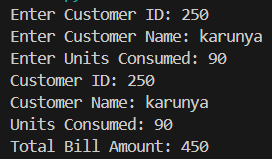 Enter Customer ID: 250
Enter Customer Name: karunya
Enter Units Consumed: 90
Customer ID: 250
Customer Name: karunya
Units Consumed: 90
Total Bill Amount: 450